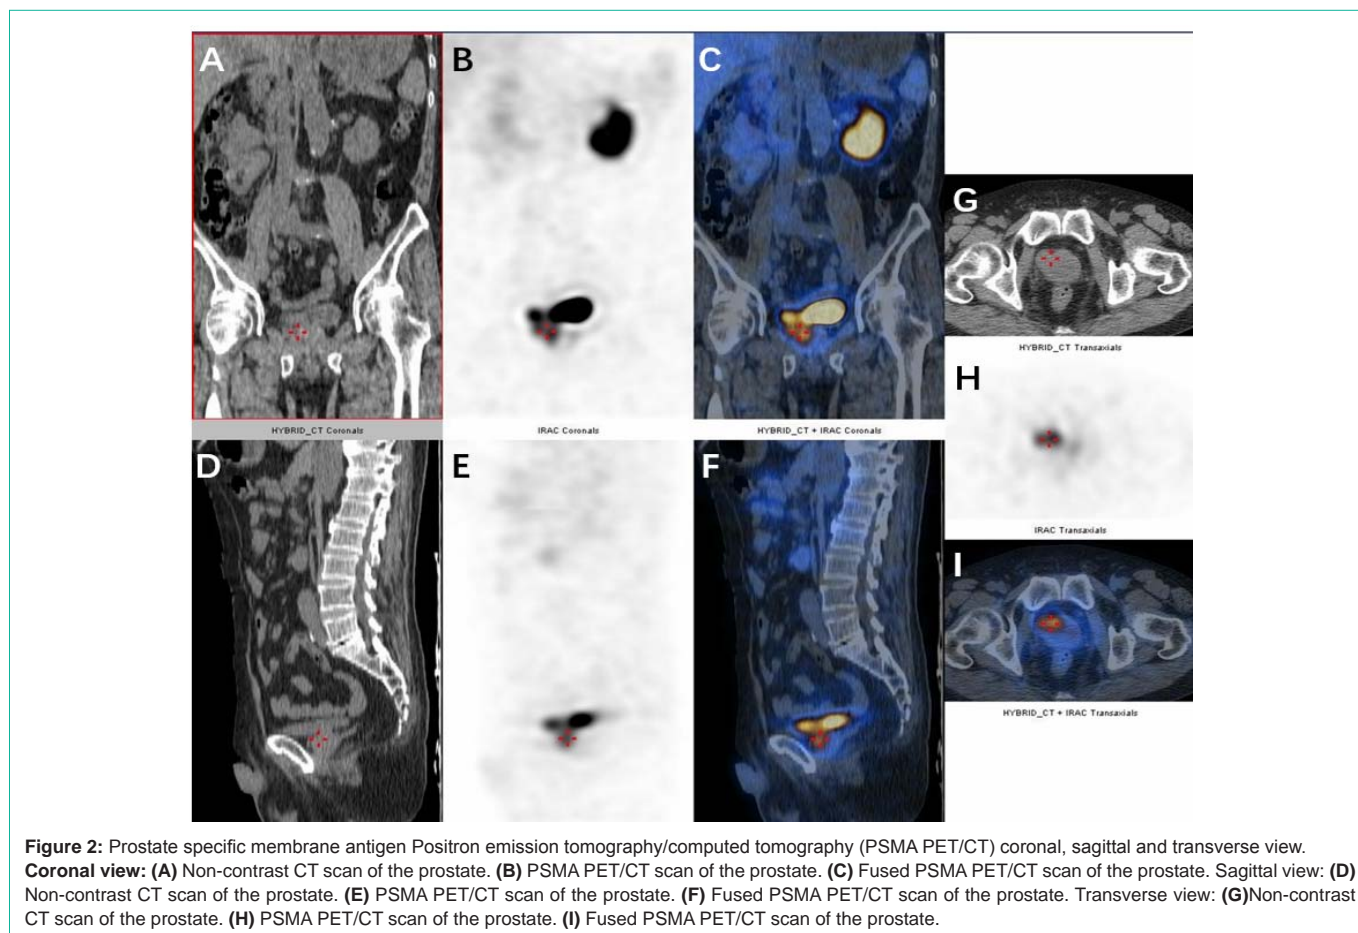 A
B
C
G
HYBRID_CT Transaxials
H
HYBRID_CT Coronals
IRAC Coronals
HYBRID_CT + IRAC Coronals
D
E
F
IRAC Transaxials
I
HYBRID_CT + IRAC Transaxials
Figure 2: Prostate specific membrane antigen Positron emission tomography/computed tomography (PSMA PET/CT) coronal, sagittal and transverse view.
Coronal view: (A) Non-contrast CT scan of the prostate. (B) PSMA PET/CT scan of the prostate. (C) Fused PSMA PET/CT scan of the prostate. Sagittal view: (D)
Non-contrast CT scan of the prostate. (E) PSMA PET/CT scan of the prostate. (F) Fused PSMA PET/CT scan of the prostate. Transverse view: (G)Non-contrast
CT scan of the prostate. (H) PSMA PET/CT scan of the prostate. (I) Fused PSMA PET/CT scan of the prostate.